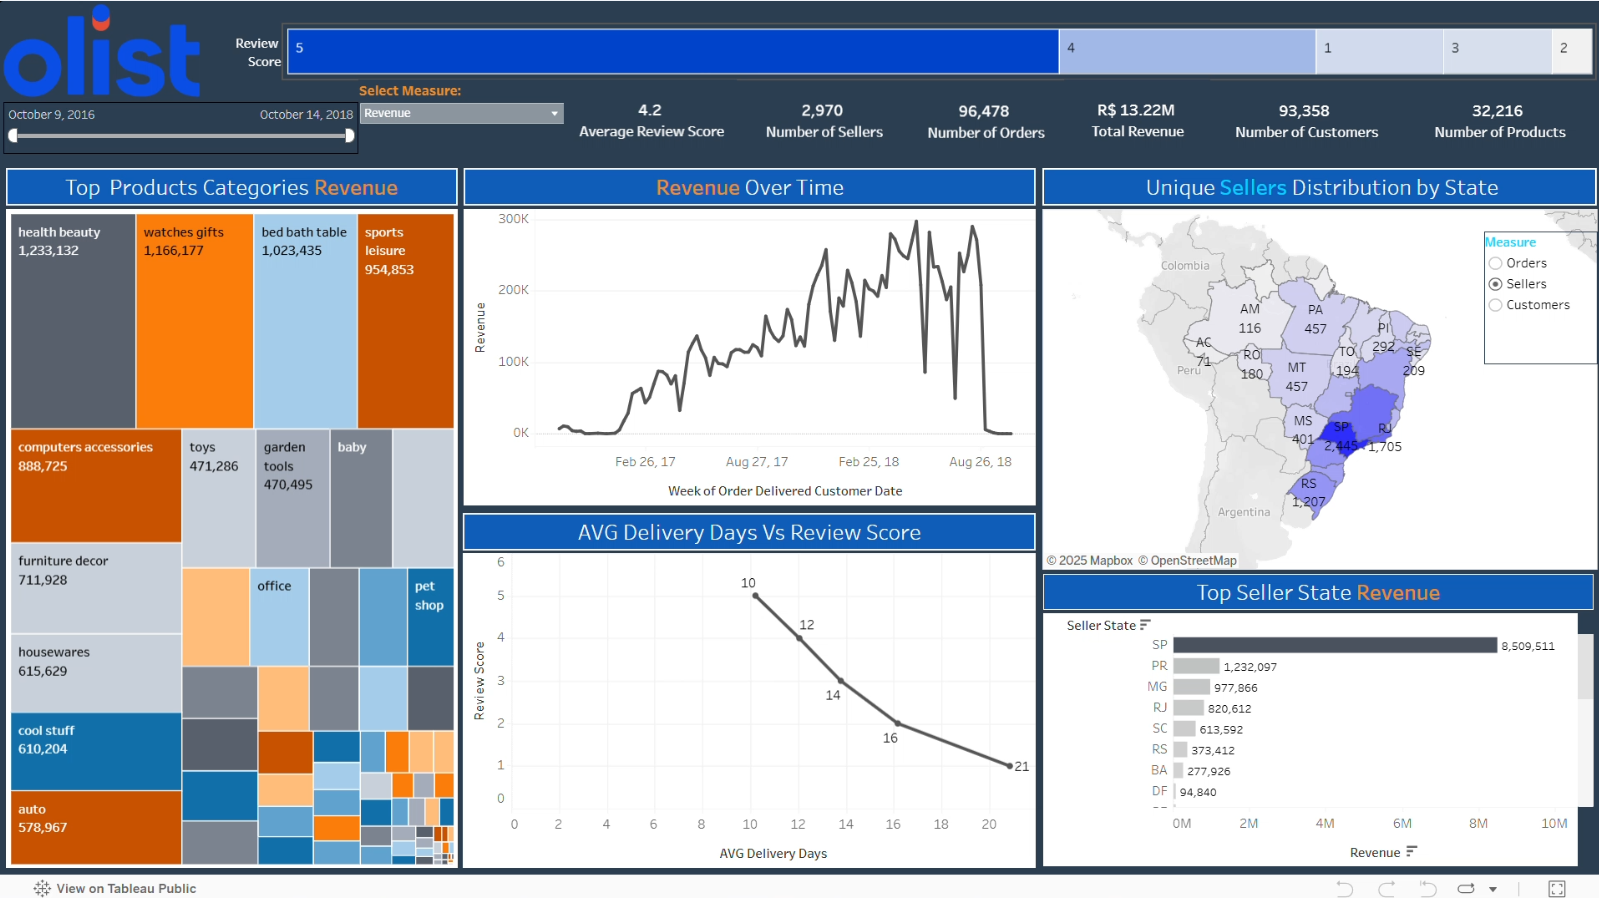 olist
Review
Score
5
4
1
3
2
October 9, 2016
October 14, 2018
Select Measure:
Revenue
4.2
Average Review Score
2,970
Number of Sellers
96,478
Number of Orders
R$ 13.22M
Total Revenue
93,358
Number of Customers
32,216
Number of Products
Top Products Categories Revenue
health beauty
1,233,132
watches gifts
1,166,177
bed bath table
1,023,435
sports
leisure
954,853
computers accessories
888,725
toys
471,286
garden
tools
470,495
baby
furniture decor
711,928
office
pet
shop
housewares
615,629
cool stuff
610,204
auto
578,967
Revenue Over Time
300K
200K
100K
0K
Revenue
Feb 26, 17
Aug 27, 17
Feb 25, 18
Aug 26, 18
Week of Order Delivered Customer Date
AVG Delivery Days Vs Review Score
6
5
4
3
2
1
0
Review Score
10
12
14
16
21
0
2
4
6
8
10
12
14
16
18
20
AVG Delivery Days
Unique Sellers Distribution by State
Measure
Orders
Sellers
Customers
Colombia
Peru
Argentina
AM
116
PA
457
PI
292
AC
71
RO
180
TO
194
SE
209
MT
457
MS
401
SP
2,445
RJ
1,705
RS
1,207
© 2025 Mapbox © OpenStreetMap
Top Seller State Revenue
Seller State
SP
8,509,511
PR
1,232,097
MG
977,866
RJ
820,612
SC
613,592
RS
373,412
BA
277,926
DF
94,840
0M
2M
4M
6M
8M
10M
Revenue
View on Tableau Public